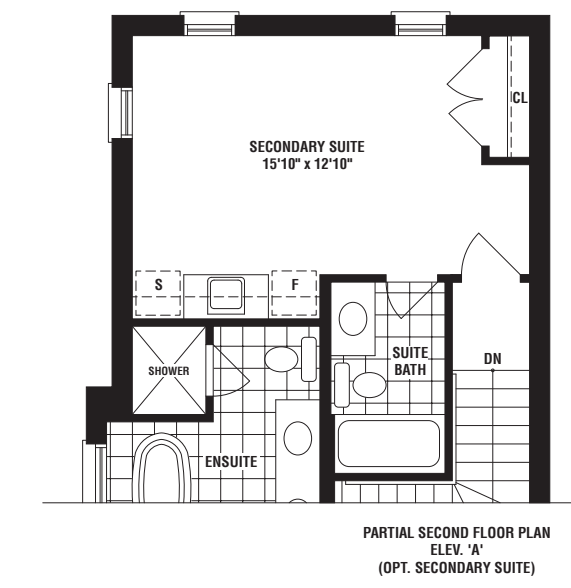 CL
SECONDARY SUITE
15'10" x 12'10"
S
F
SHOWER
SUITE
BATH
DN
ENSUITE
PARTIAL SECOND FLOOR PLAN
ELEV. 'A'
(OPT. SECONDARY SUITE)